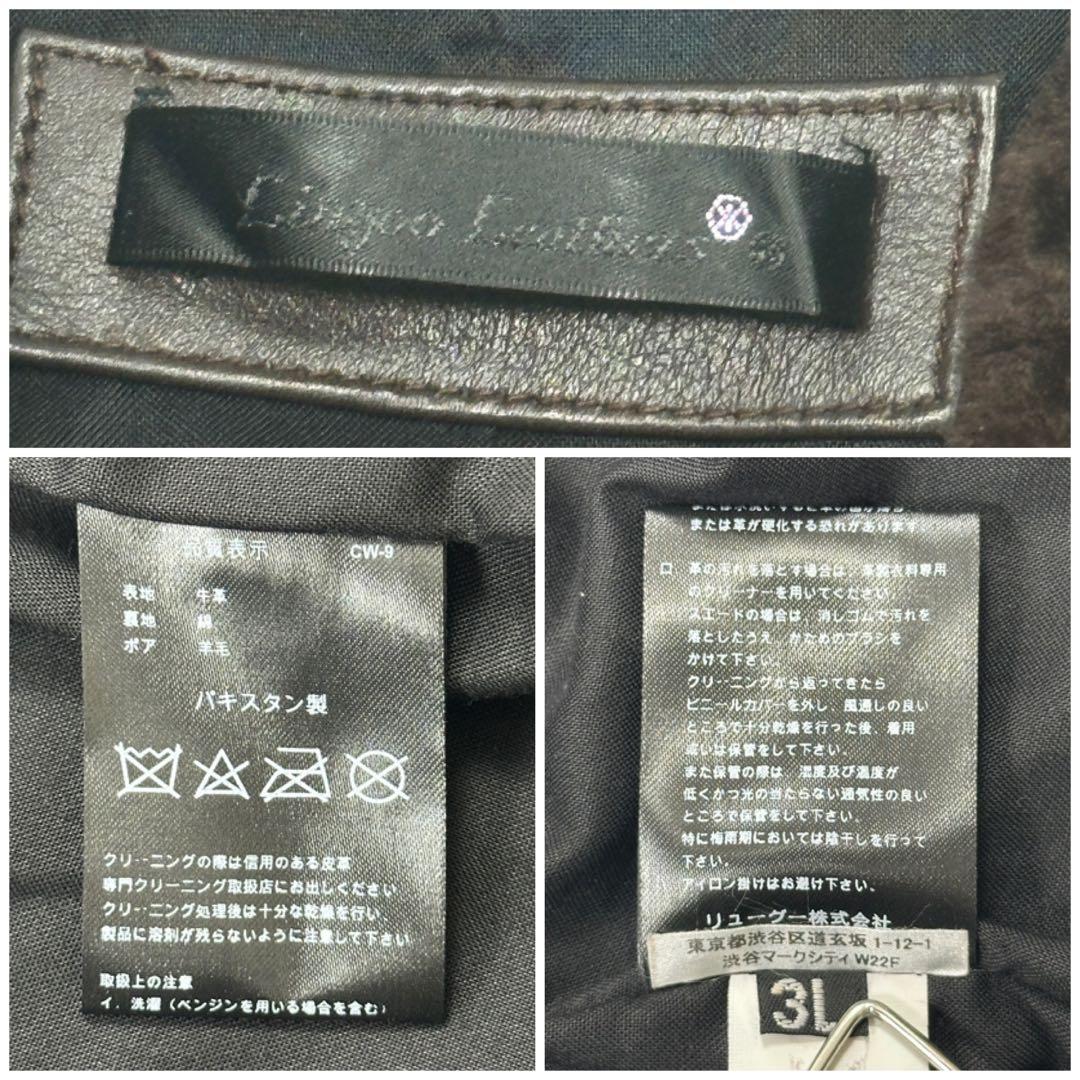 Liugoo Leathers
品質表示 CW-9
表地 牛革
裏地 綿
ボア 羊毛
パキスタン製
クリーニングの際は信用のある皮革
専門クリーニング取扱店にお出しください
クリーニング処理後は十分な乾燥を行い、
製品に溶剤が残らないように注意して下さい
取扱上の注意
イ．洗濯（ベンジンを用いる場合を含む）
または革が硬化する恐れがあります。
ロ 革の汚れを落とす場合は、革製衣料専用
のクリーナーを用いてください。
スエードの場合は、消しゴムで汚れを
落としたうえ、かためのブラシを
かけて下さい。
クリーニングから返ってきたら
ビニールカバーを外し、風通しの良い
ところで十分乾燥を行った後、着用
或いは保管をして下さい。
また保管の際は、湿度及び温度が
低くかつ光の当たらない通気性の良い
ところで保管をして下さい。
特に梅雨期においては陰干しを行って
下さい。
アイロン掛けはお避け下さい。
リューグー株式会社
東京都渋谷区道玄坂1-12-1
渋谷マークシティW22F
3L